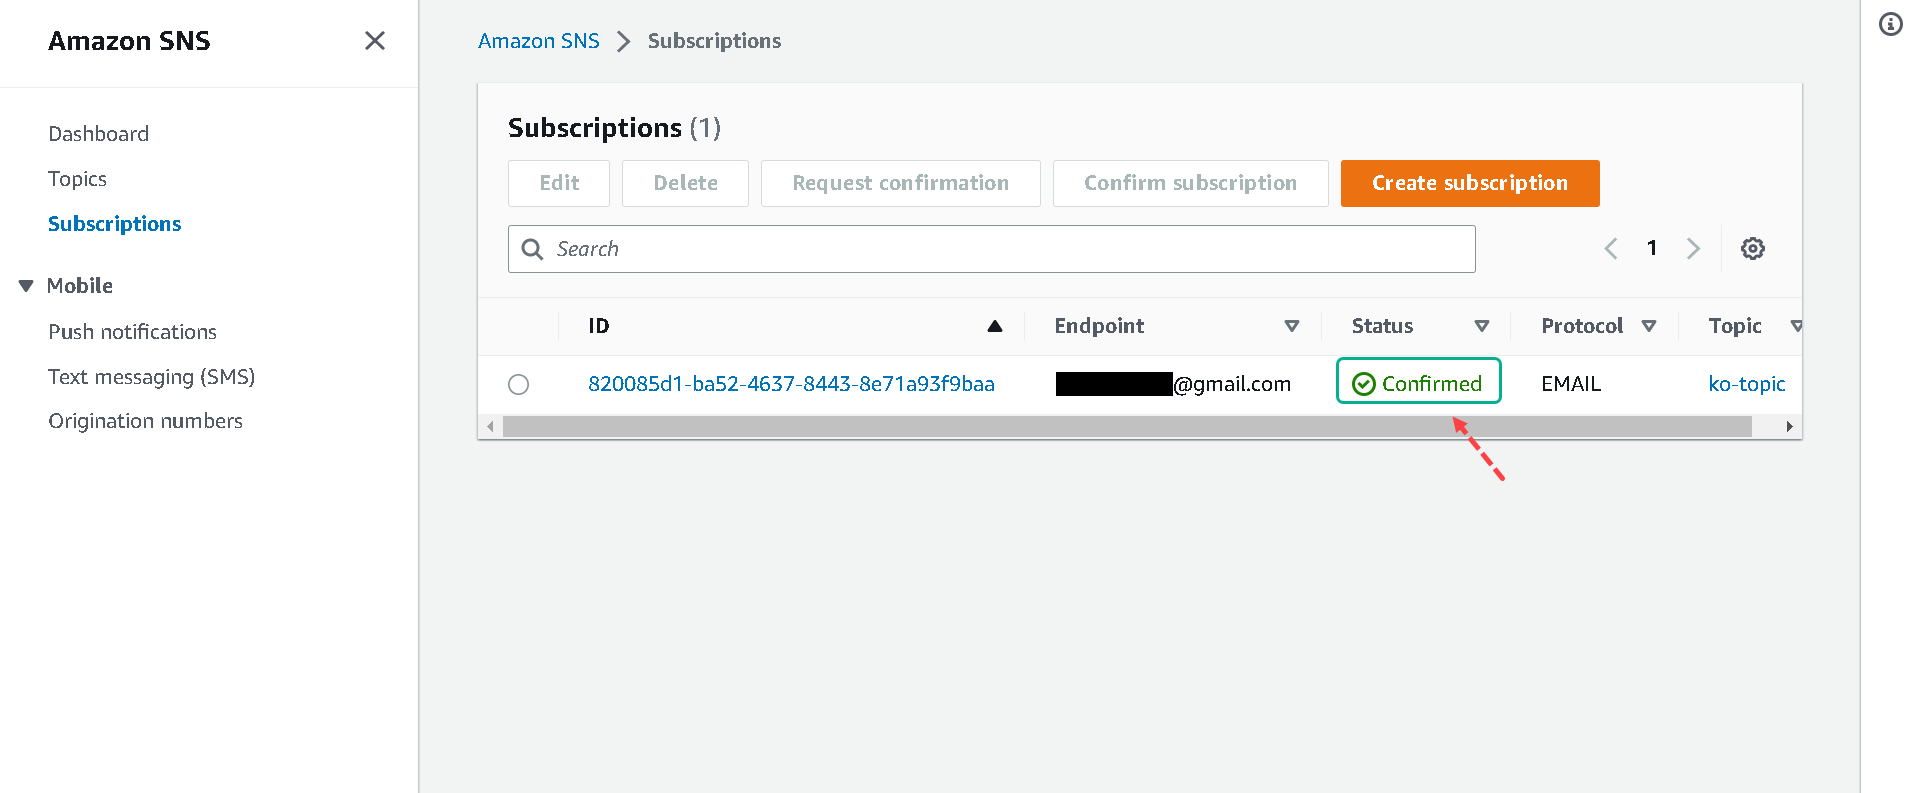 Amazon SNS
Dashboard
Topics
Subscriptions
Mobile
Push notifications
Text messaging (SMS)
Origination numbers
Amazon SNS > Subscriptions
Subscriptions (1)
Edit Delete Request confirmation Confirm subscription Create subscription
Search 1
ID Endpoint Status Protocol Topic
820085d1-ba52-4637-8443-8e71a93f9baa @gmail.com Confirmed EMAIL ko-topic